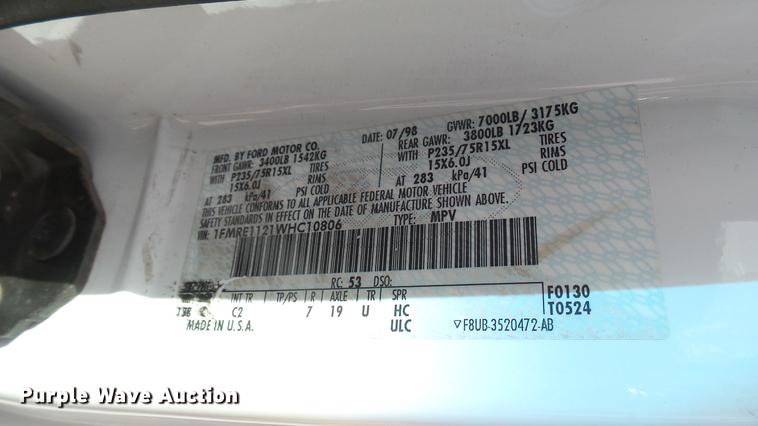 MFD. BY FORD MOTOR CO. DATE: 07/98 GVWR: 7000LB/ 3175KG
FRONT GAWR: 3400LB 1542KG REAR GAWR: 3800LB 1723KG
WITH P235/75R15XL TIRES WITH P235/75R15XL TIRES
15X6.0J RIMS 15X6.0J RIMS
AT 283 kPa/41 PSI COLD AT 283 kPa/41 PSI COLD
THIS VEHICLE CONFORMS TO ALL APPLICABLE FEDERAL MOTOR VEHICLE
SAFETY STANDARDS IN EFFECT ON THE DATE OF MANUFACTURE SHOWN ABOVE.
VIN: 1FMRE1121WHC10806 TYPE: MPV
RC: 53 DSO:
INT TR TP/PS R AXLE TR SPR F0130
C2 7 19 U HC T0524
MADE IN U.S.A. ULC ▽F8UB-3520472-AB
Purple Wave Auction